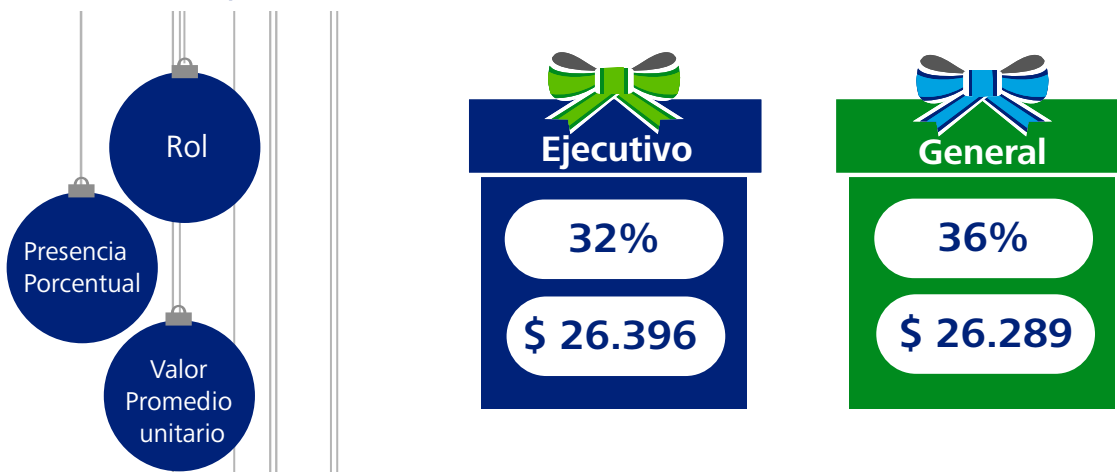 Rol
Presencia
Porcentual
Valor
Promedio
unitario
Ejecutivo
32%
$ 26.396
General
36%
$ 26.289